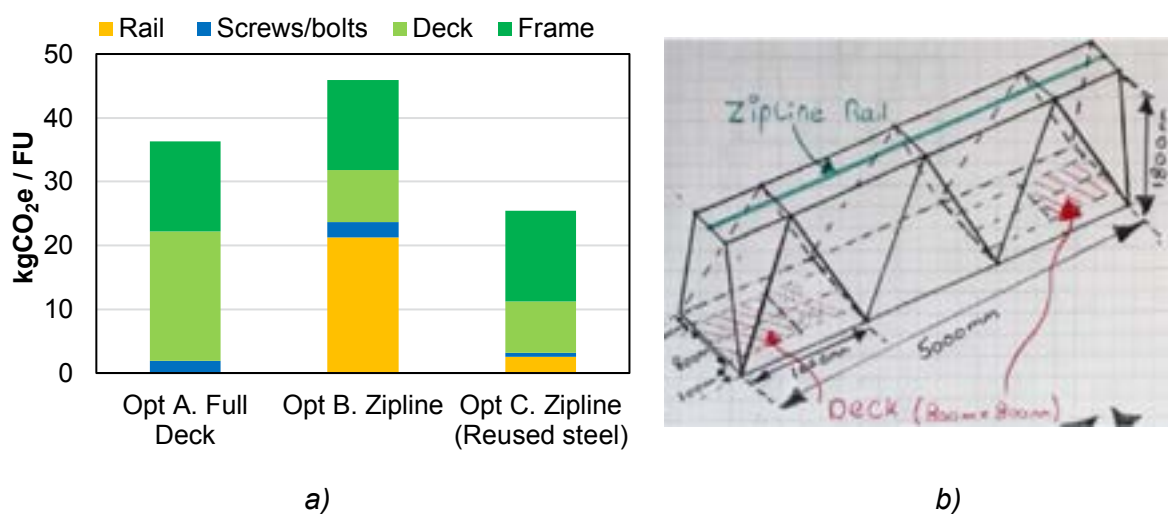 Rail Screws/bolts Deck Frame
kgCO₂e / FU
50
40
30
20
10
0
Opt A. Full
Deck
Opt B. Zipline
Opt C. Zipline
(Reused steel)
a)
ZipLine Rail
1800mm
5000mm
800mm
Deck (800m×800mm)
b)